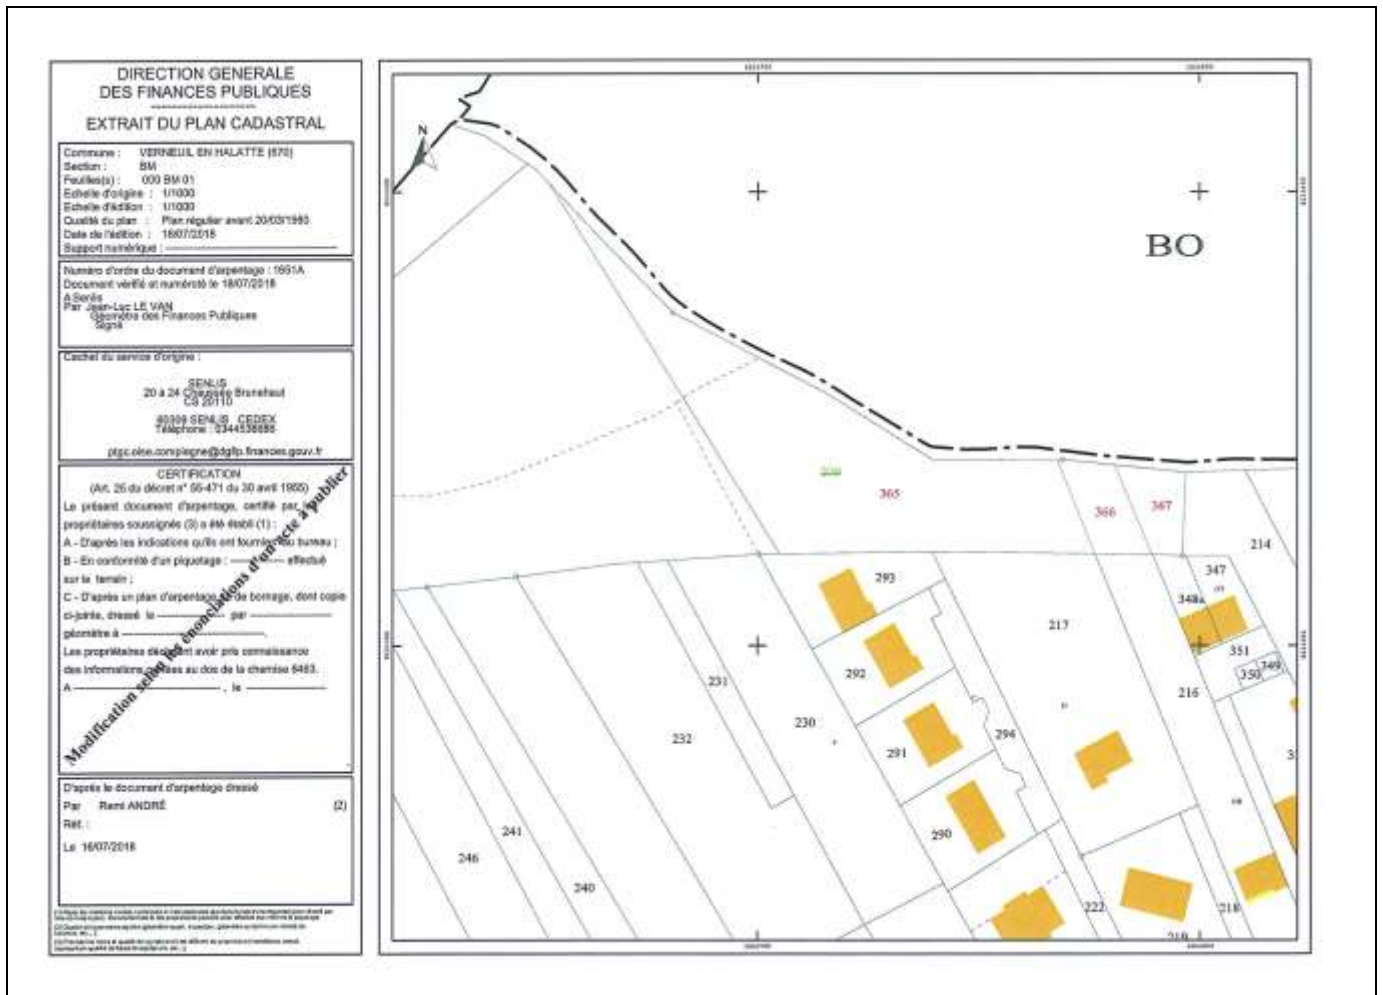 DIRECTION GENERALE
DES FINANCES PUBLIQUES
EXTRAIT DU PLAN CADASTRAL
Commune : VERNEUIL EN HALATTE (670)
Section : BM
Feuilles(s) : 000 BM 01
Echelle d'origine : 1/1000
Echelle d'édition : 1/1000
Qualité du plan : Plan régulier avant 20/03/1980
Date de l'édition : 18/07/2018
Support numérique :
Numéro d'ordre du document d'arpentage : 1651A
Document vérifié et numéroté le 18/07/2018
A Senlis
Par Jean-Luc LE VAN
Géomètre des Finances Publiques
Signé
Cachet du service d'origine :
SENLIS
20 à 24 Chaussée Brunehaut
CS 20110
60309 SENLIS CEDEX
Téléphone : 0344538686
ptgc.oise.compiegne@dgfip.finances.gouv.fr
CERTIFICATION
(Art. 25 du décret n° 55-471 du 30 avril 1955)
Le présent document d'arpentage, certifié par les
propriétaires soussignés (3) a été établi (1) :
A - D'après les indications qu'ils ont fournies au bureau ;
B - En conformité d'un piquetage : effectué
sur le terrain ;
C - D'après un plan d'arpentage ou de bornage, dont copie
ci-jointe, dressé le par
géomètre à
Les propriétaires déclarent avoir pris connaissance
des informations portées au dos de la chemise 6463.
A , le
Modification selon les énonciations d'un acte à publier
D'après le document d'arpentage dressé
Par Remi ANDRÉ (2)
Réf. :
Le 16/07/2018
N
BO
365
366
367
214
293
347
348a
217
351
350
349
292
216
231
230
232
291
294
290
241
246
240
222
218
219